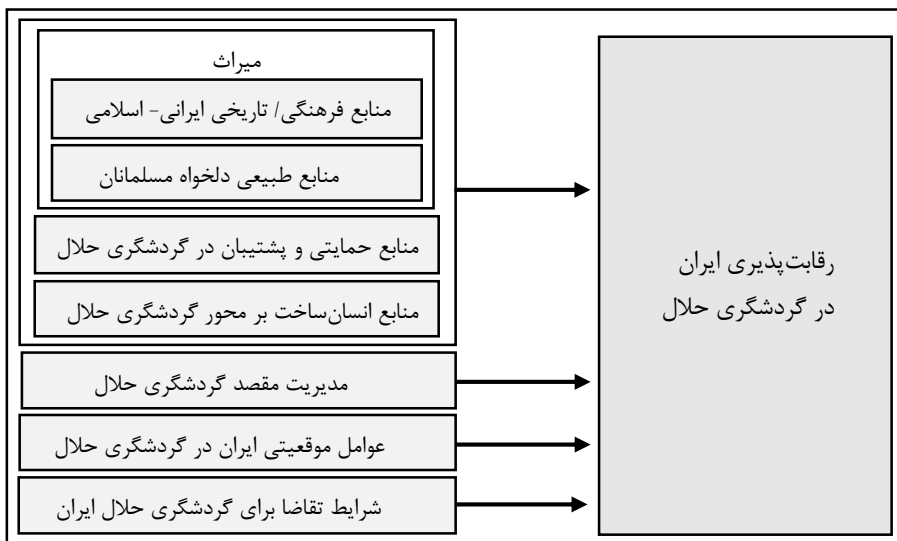 میراث
منابع فرهنگی/ تاریخی ایرانی- اسلامی
منابع طبیعی دلخواه مسلمانان
منابع حمایتی و پشتیبان در گردشگری حلال
منابع انسان‌ساخت بر محور گردشگری حلال
مدیریت مقصد گردشگری حلال
عوامل موقعیتی ایران در گردشگری حلال
شرایط تقاضا برای گردشگری حلال ایران
رقابت‌پذیری ایران
در گردشگری حلال